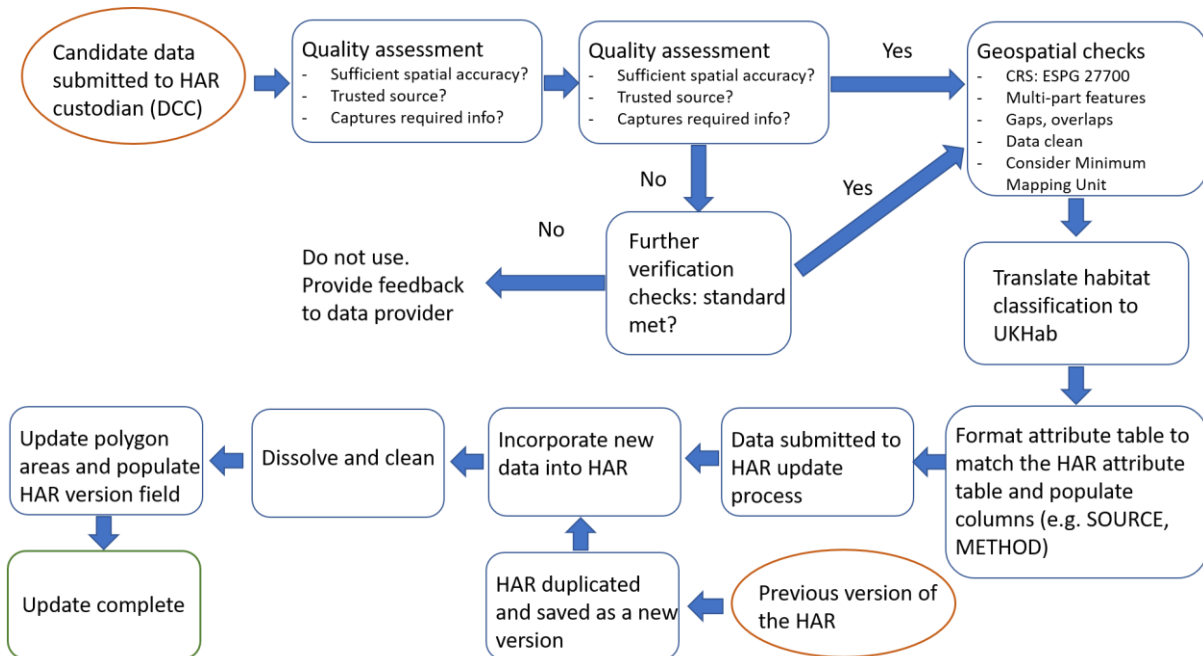 Candidate data
submitted to HAR
custodian (DCC)
Quality assessment
- Sufficient spatial accuracy?
- Trusted source?
- Captures required info?
Quality assessment
- Sufficient spatial accuracy?
- Trusted source?
- Captures required info?
Yes
Geospatial checks
- CRS: ESPG 27700
- Multi-part features
- Gaps, overlaps
- Data clean
- Consider Minimum
Mapping Unit
No
Yes
Further
verification
checks: standard
met?
No
Do not use.
Provide feedback
to data provider
Translate habitat
classification to
UKHab
Format attribute table to
match the HAR attribute
table and populate
columns (e.g. SOURCE,
METHOD)
Data submitted to
HAR update
process
Incorporate new
data into HAR
Dissolve and clean
Update polygon
areas and populate
HAR version field
Update complete
HAR duplicated
and saved as a new
version
Previous version of
the HAR